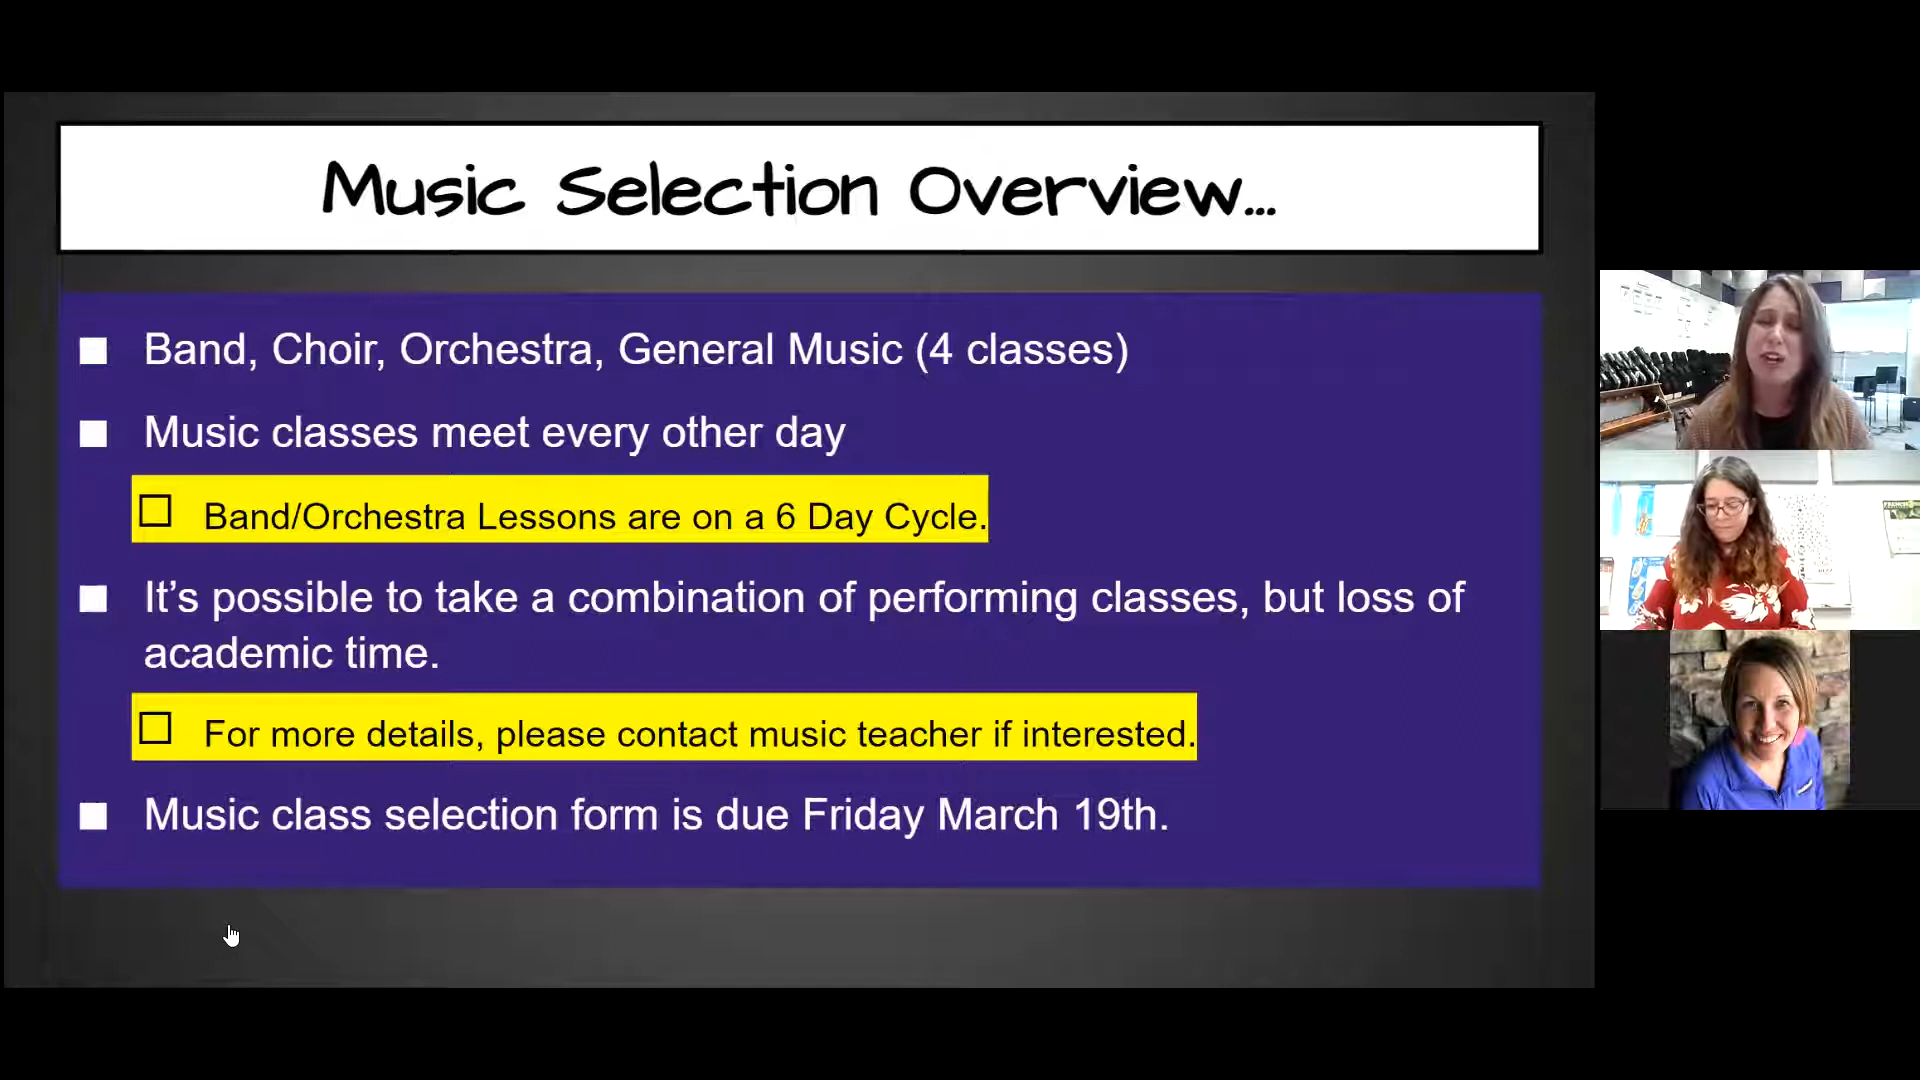 Music Selection Overview...
Band, Choir, Orchestra, General Music (4 classes)
Music classes meet every other day
Band/Orchestra Lessons are on a 6 Day Cycle.
It’s possible to take a combination of performing classes, but loss of
academic time.
For more details, please contact music teacher if interested.
Music class selection form is due Friday March 19th.